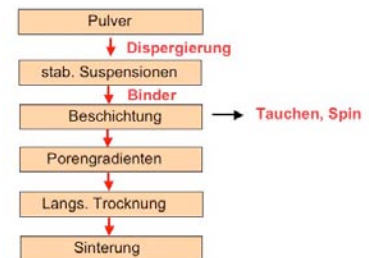 Pulver
Dispergierung
stab. Suspensionen
Binder
Beschichtung
Tauchen, Spin
Porengradienten
Langs. Trocknung
Sinterung